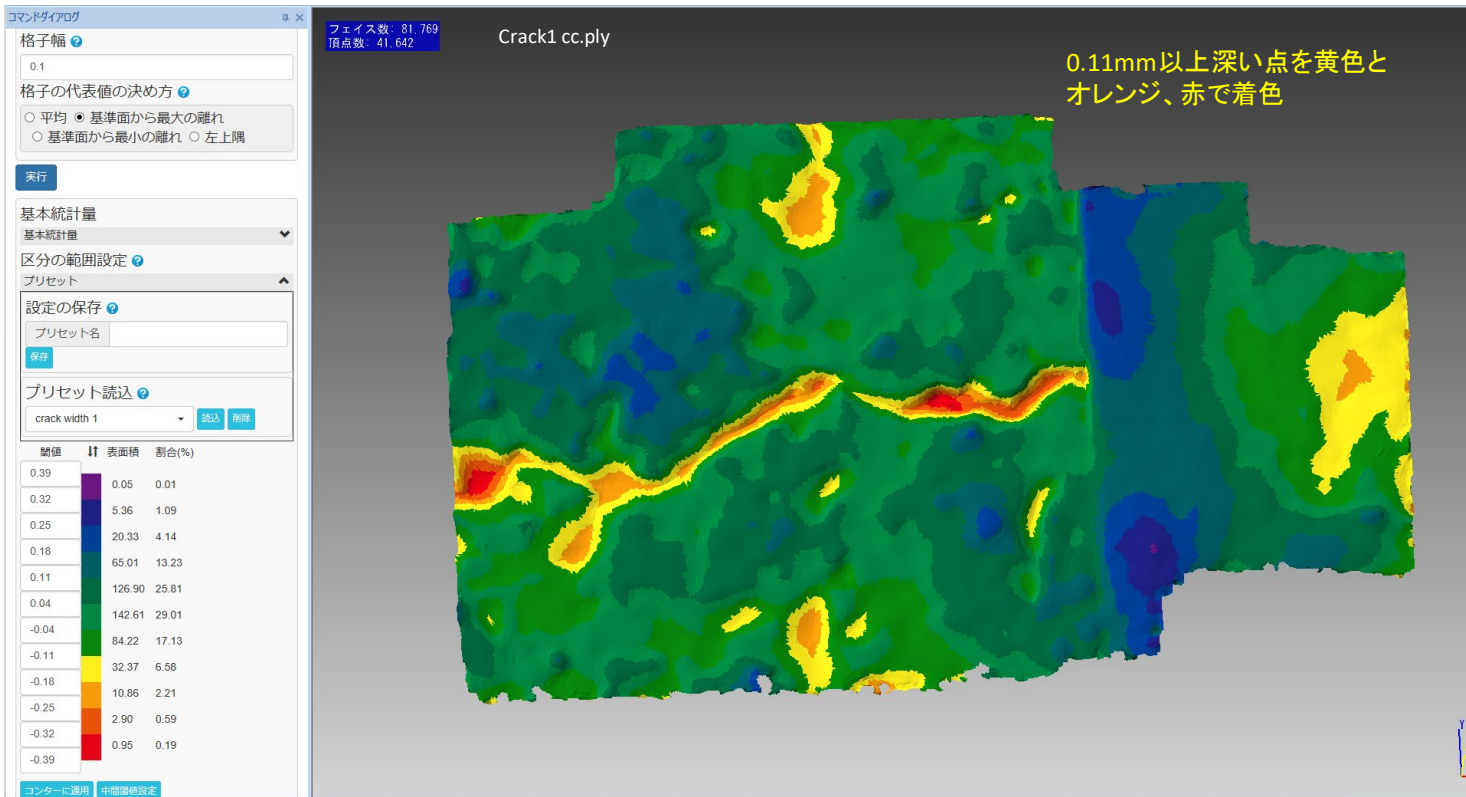 コマンドダイアログ
格子幅
0.1
格子の代表値の決め方
平均 基準面から最大の離れ
基準面から最小の離れ 左上隅
実行
基本統計量
基本統計量
区分の範囲設定
プリセット
設定の保存
プリセット名
保存
プリセット読込
crack width 1 読込 削除
閾値 表面積 割合(%)
0.39
0.05 0.01
0.32
5.36 1.09
0.25
20.33 4.14
0.18
65.01 13.23
0.11
126.90 25.81
0.04
142.61 29.01
-0.04
84.22 17.13
-0.11
32.37 6.58
-0.18
10.86 2.21
-0.25
2.90 0.59
-0.32
0.95 0.19
-0.39
コンターに適用 中間閾値設定
フェイス数: 81,769
頂点数: 41,642
Crack1 cc.ply
0.11mm以上深い点を黄色と
オレンジ、赤で着色
Y